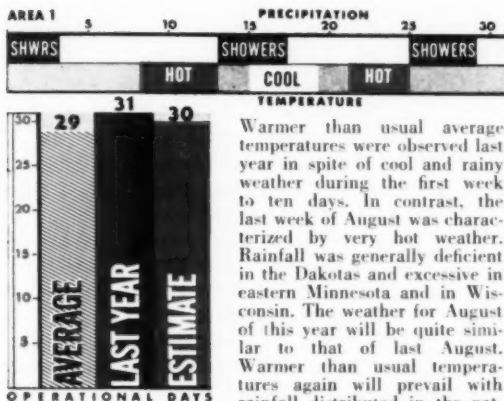 AREA 1 PRECIPITATION
5 10 15 20 25 30
SHWRS SHOWERS SHOWERS
HOT COOL HOT
TEMPERATURE
30 29 31 30
25
20
15
10
5
AVERAGE
LAST YEAR
ESTIMATE
OPERATIONAL DAYS
Warmer than usual average
temperatures were observed last
year in spite of cool and rainy
weather during the first week
to ten days. In contrast, the
last week of August was charac-
terized by very hot weather.
Rainfall was generally deficient
in the Dakotas and excessive in
eastern Minnesota and in Wis-
consin. The weather for August
of this year will be quite simi-
lar to that of last August.
Warmer than usual tempera-
tures again will prevail with
rainfall distributed in the